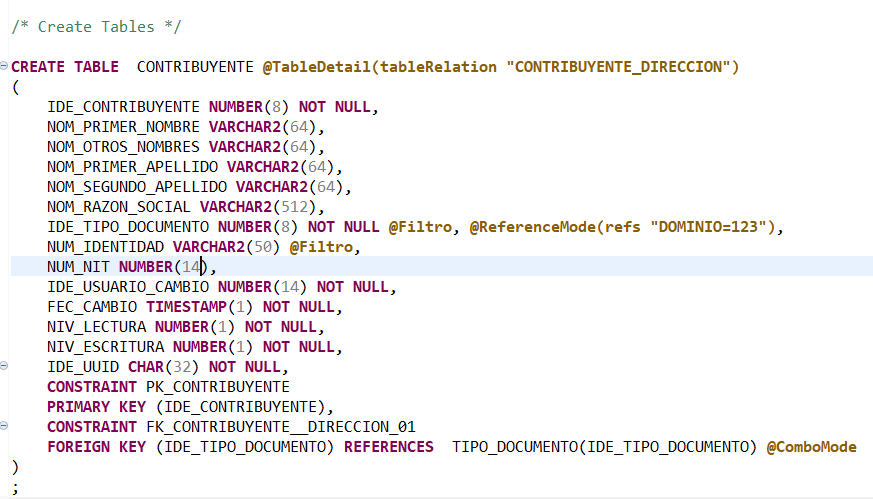 /* Create Tables */
CREATE TABLE  CONTRIBUYENTE @TableDetail(tableRelation "CONTRIBUYENTE_DIRECCION")
(
    IDE_CONTRIBUYENTE NUMBER(8) NOT NULL,
    NOM_PRIMER_NOMBRE VARCHAR2(64),
    NOM_OTROS_NOMBRES VARCHAR2(64),
    NOM_PRIMER_APELLIDO VARCHAR2(64),
    NOM_SEGUNDO_APELLIDO VARCHAR2(64),
    NOM_RAZON_SOCIAL VARCHAR2(512),
    IDE_TIPO_DOCUMENTO NUMBER(8) NOT NULL @Filtro, @ReferenceMode(refs "DOMINIO=123"),
    NUM_IDENTIDAD VARCHAR2(50) @Filtro,
    NUM_NIT NUMBER(14),
    IDE_USUARIO_CAMBIO NUMBER(14) NOT NULL,
    FEC_CAMBIO TIMESTAMP(1) NOT NULL,
    NIV_LECTURA NUMBER(1) NOT NULL,
    NIV_ESCRITURA NUMBER(1) NOT NULL,
    IDE_UUID CHAR(32) NOT NULL,
    CONSTRAINT PK_CONTRIBUYENTE
    PRIMARY KEY (IDE_CONTRIBUYENTE),
    CONSTRAINT FK_CONTRIBUYENTE__DIRECCION_01
    FOREIGN KEY (IDE_TIPO_DOCUMENTO) REFERENCES  TIPO_DOCUMENTO(IDE_TIPO_DOCUMENTO) @ComboMode
)
;